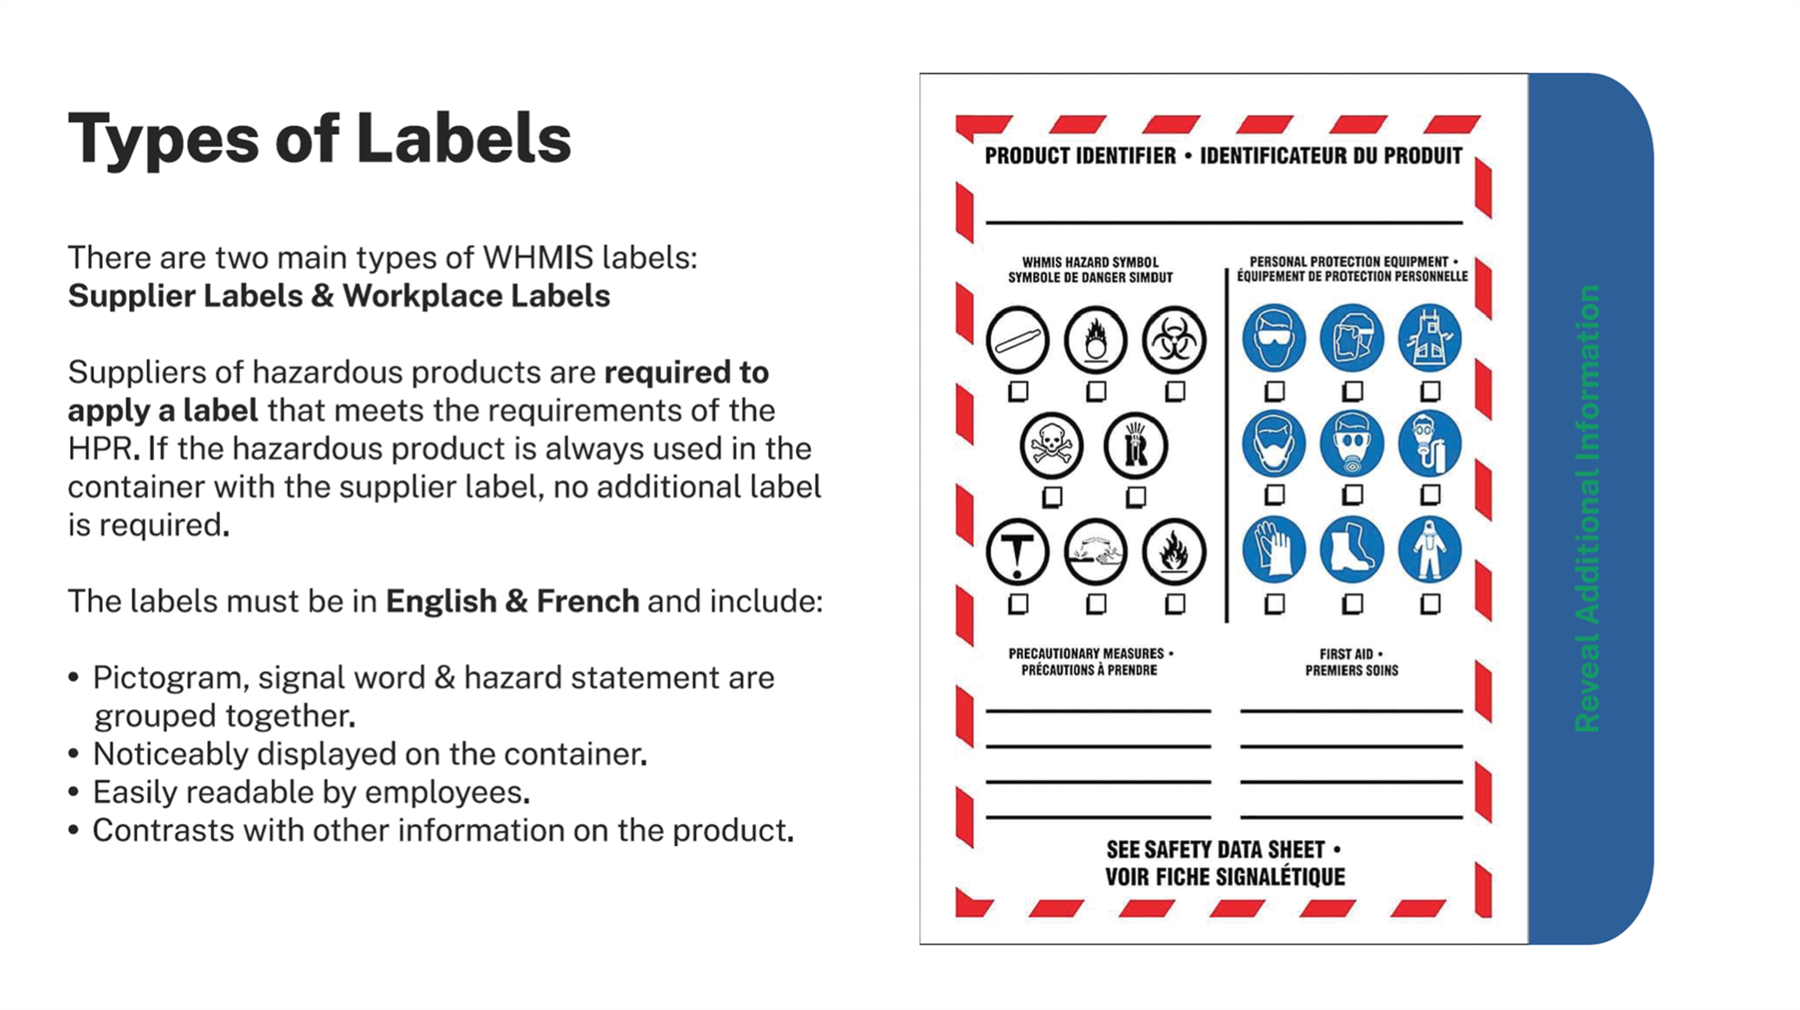 Types of Labels
There are two main types of WHMIS labels:
Supplier Labels & Workplace Labels
Suppliers of hazardous products are required to
apply a label that meets the requirements of the
HPR. If the hazardous product is always used in the
container with the supplier label, no additional label
is required.
The labels must be in English & French and include:
• Pictogram, signal word & hazard statement are
grouped together.
• Noticeably displayed on the container.
• Easily readable by employees.
• Contrasts with other information on the product.
PRODUCT IDENTIFIER • IDENTIFICATEUR DU PRODUIT
WHMIS HAZARD SYMBOL
SYMBOLE DE DANGER SIMDUT
PERSONAL PROTECTION EQUIPMENT •
ÉQUIPEMENT DE PROTECTION PERSONNELLE
PRECAUTIONARY MEASURES •
PRÉCAUTIONS À PRENDRE
FIRST AID •
PREMIERS SOINS
SEE SAFETY DATA SHEET •
VOIR FICHE SIGNALÉTIQUE
Reveal Additional Information